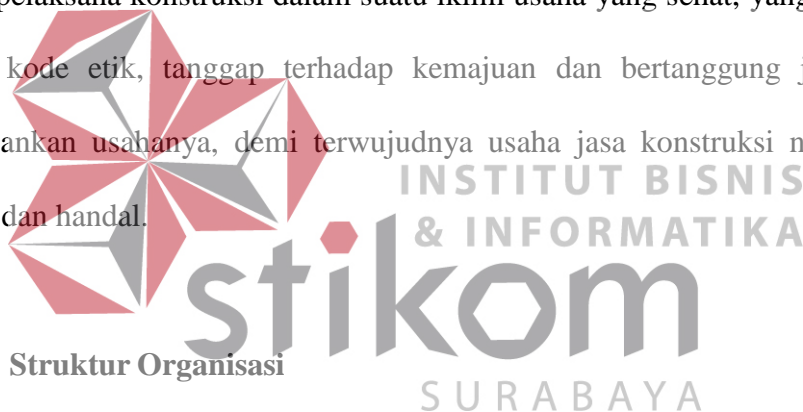 pelaksana konstruksi dalam suatu iklim usaha yang sehat, yang
kode etik, tanggap terhadap kemajuan dan bertanggung j
ankan usahanya, demi terwujudnya usaha jasa konstruksi n
INSTITUT BISNIS
dan handal.
& INFORMATIKA
stikom
Struktur Organisasi
SURABAYA